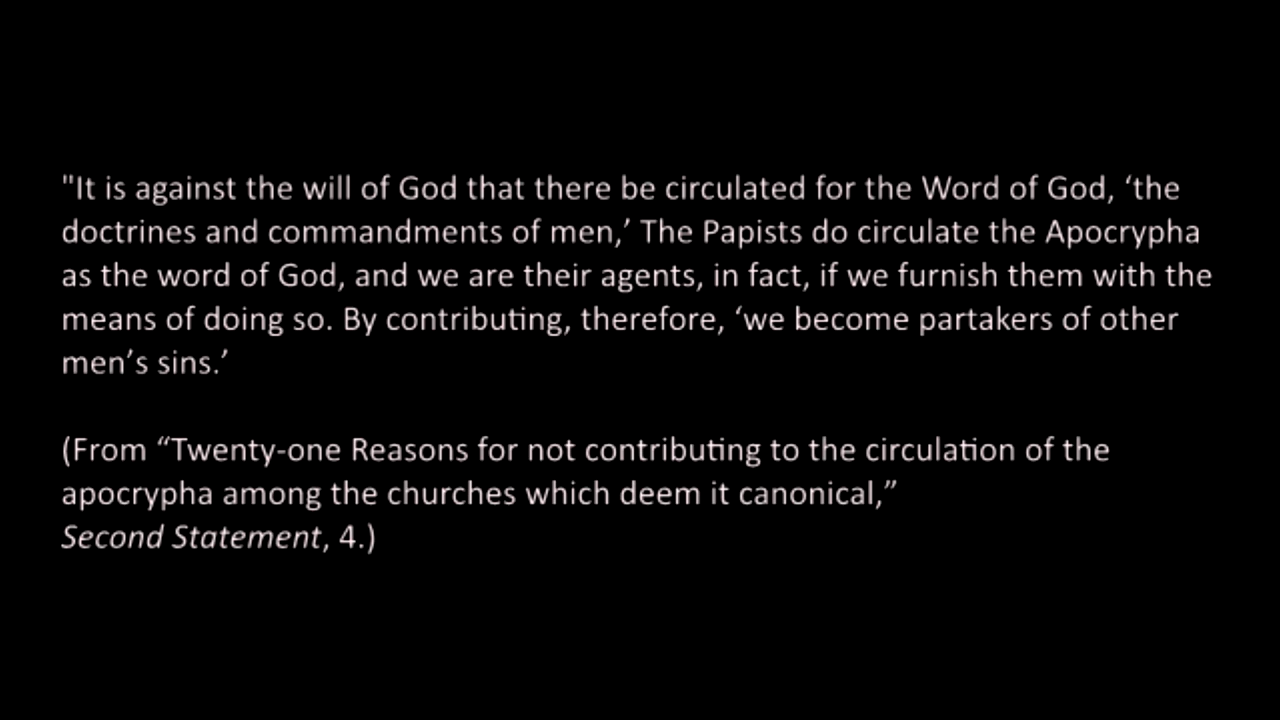 "It is against the will of God that there be circulated for the Word of God, ‘the
doctrines and commandments of men,’ The Papists do circulate the Apocrypha
as the word of God, and we are their agents, in fact, if we furnish them with the
means of doing so. By contributing, therefore, ‘we become partakers of other
men’s sins.’
(From “Twenty-one Reasons for not contributing to the circulation of the
apocrypha among the churches which deem it canonical,”
Second Statement, 4.)